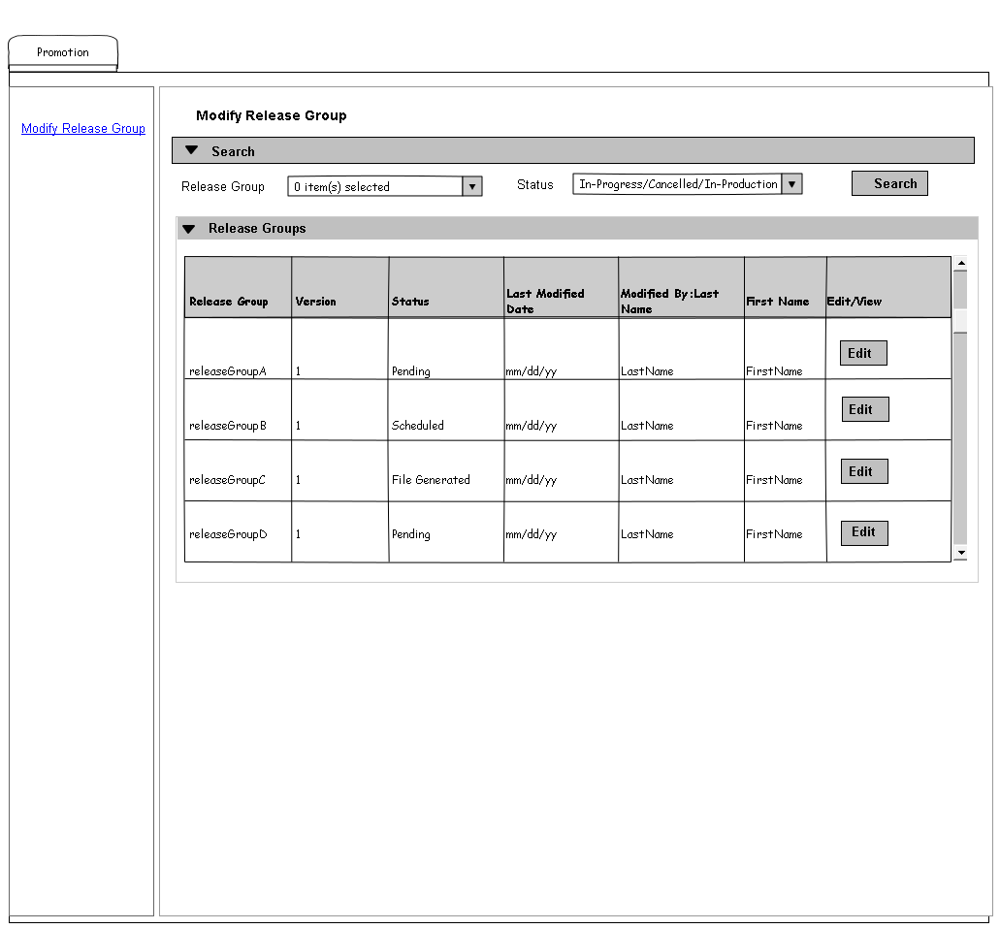 Promotion
Modify Release Group
Modify Release Group
Search
Release Group 0 item(s) selected Status In-Progress/Cancelled/In-Production Search
Release Groups
Release Group Version Status Last Modified Date Modified By:Last Name First Name Edit/View
releaseGroupA 1 Pending mm/dd/yy LastName FirstName Edit
releaseGroupB 1 Scheduled mm/dd/yy LastName FirstName Edit
releaseGroupC 1 File Generated mm/dd/yy LastName FirstName Edit
releaseGroupD 1 Pending mm/dd/yy LastName FirstName Edit